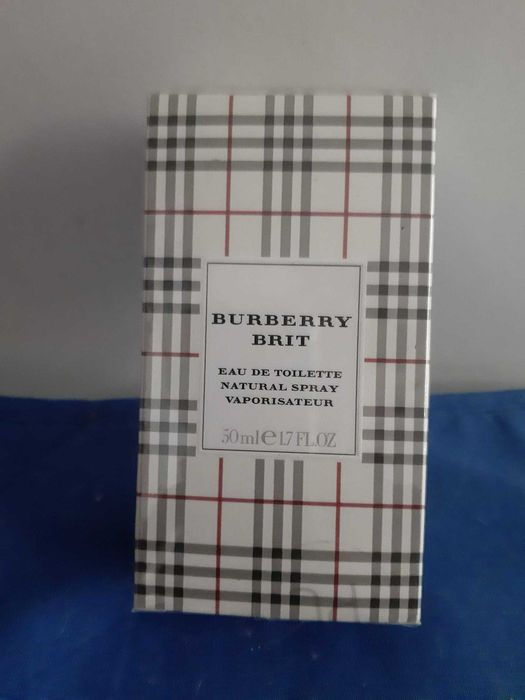 BURBERRY
BRIT
EAU DE TOILETTE
NATURAL SPRAY
VAPORISATEUR
50 ml ℮ 1.7 FL.OZ